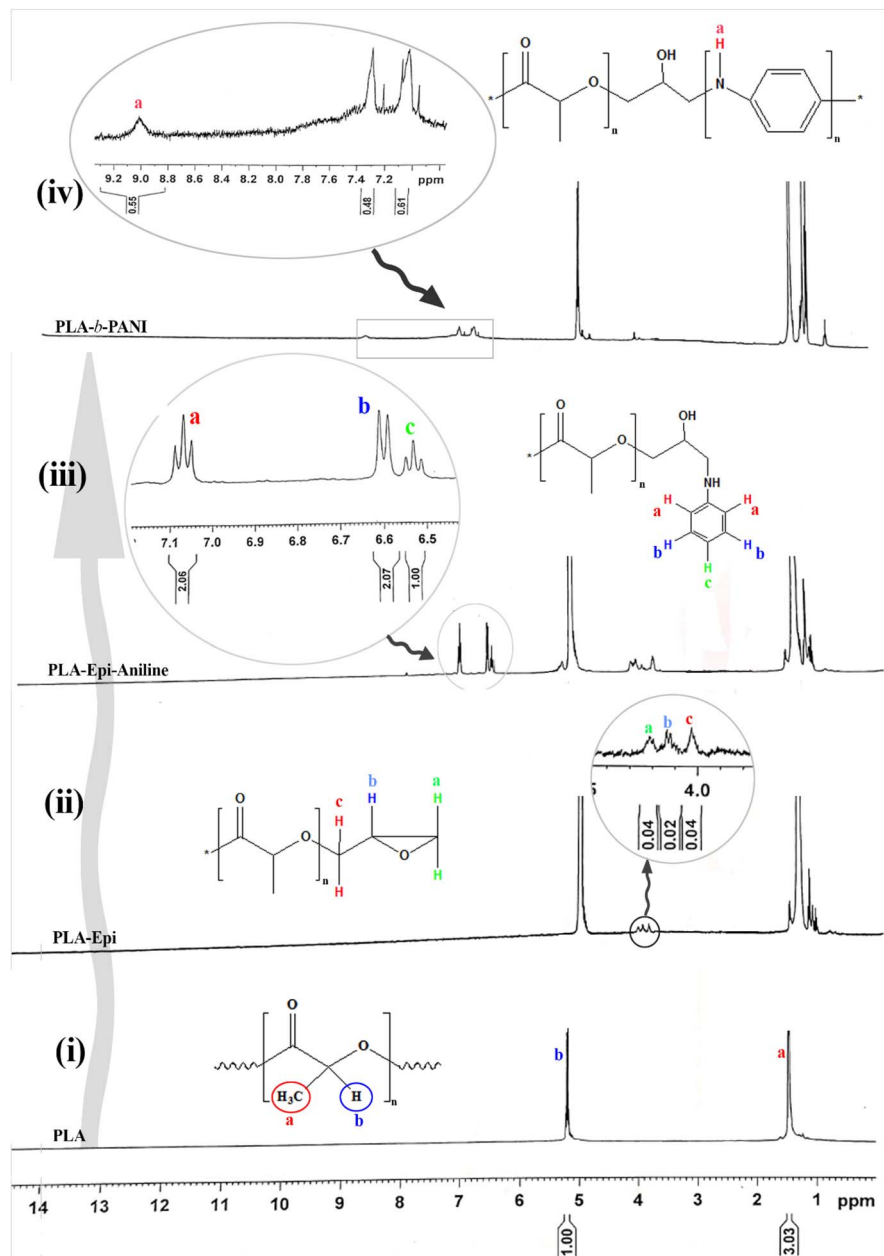 a
H
O
OH
a
O
N
*
*
n
n
9.2 9.0 8.8 8.6 8.4 8.2 8.0 7.8 7.6 7.4 7.2 ppm
0.55
0.48
0.61
(iv)
PLA-b-PANI
a
b
c
7.1 7.0 6.9 6.8 6.7 6.6 6.5
2.06
2.07
1.00
(iii)
O
OH
*
O
n
NH
H H
a a
H H
b b
H
c
PLA-Epi-Aniline
a
b
c
5
4.0
0.04
0.02
0.04
(ii)
b
a
c
H
H
O
H
*
O
O
n
H
H
PLA-Epi
(i)
O
O
H3C
H
n
a
b
b
a
PLA
14 13 12 11 10 9 8 7 6 5 4 3 2 1 ppm
1.00
3.03